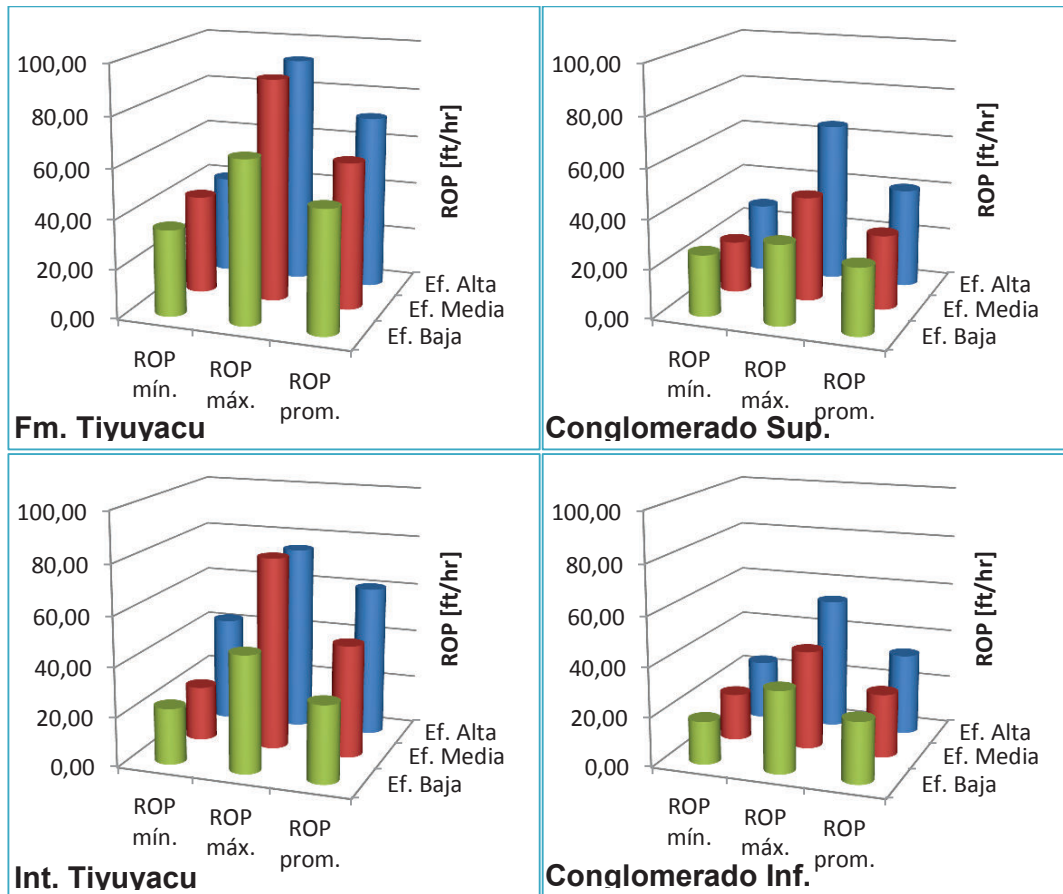 100,00
80,00
60,00
40,00
20,00
0,00
ROP [ft/hr]
Ef. Alta
Ef. Media
Ef. Baja
ROP mín.
ROP máx.
ROP prom.
Fm. Tiyuyacu
100,00
80,00
60,00
40,00
20,00
0,00
ROP [ft/hr]
Ef. Alta
Ef. Media
Ef. Baja
ROP mín.
ROP máx.
ROP prom.
Conglomerado Sup.
100,00
80,00
60,00
40,00
20,00
0,00
ROP [ft/hr]
Ef. Alta
Ef. Media
Ef. Baja
ROP mín.
ROP máx.
ROP prom.
Int. Tiyuyacu
100,00
80,00
60,00
40,00
20,00
0,00
ROP [ft/hr]
Ef. Alta
Ef. Media
Ef. Baja
ROP mín.
ROP máx.
ROP prom.
Conglomerado Inf.